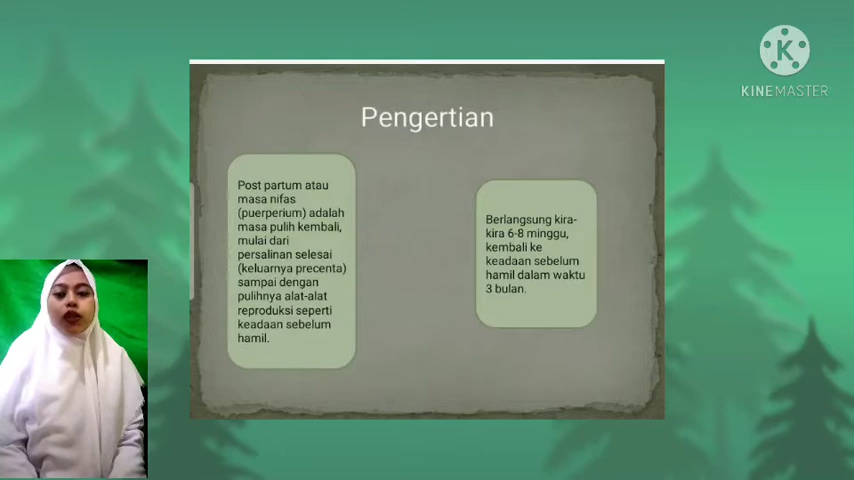 Pengertian
Post partum atau
masa nifas
(puerperium) adalah
masa pulih kembali,
mulai dari
persalinan selesai
(keluarnya precenta)
sampai dengan
pulihnya alat-alat
reproduksi seperti
keadaan sebelum
hamil.
Berlangsung kira-
kira 6-8 minggu,
kembali ke
keadaan sebelum
hamil dalam waktu
3 bulan.
K
KINEMASTER